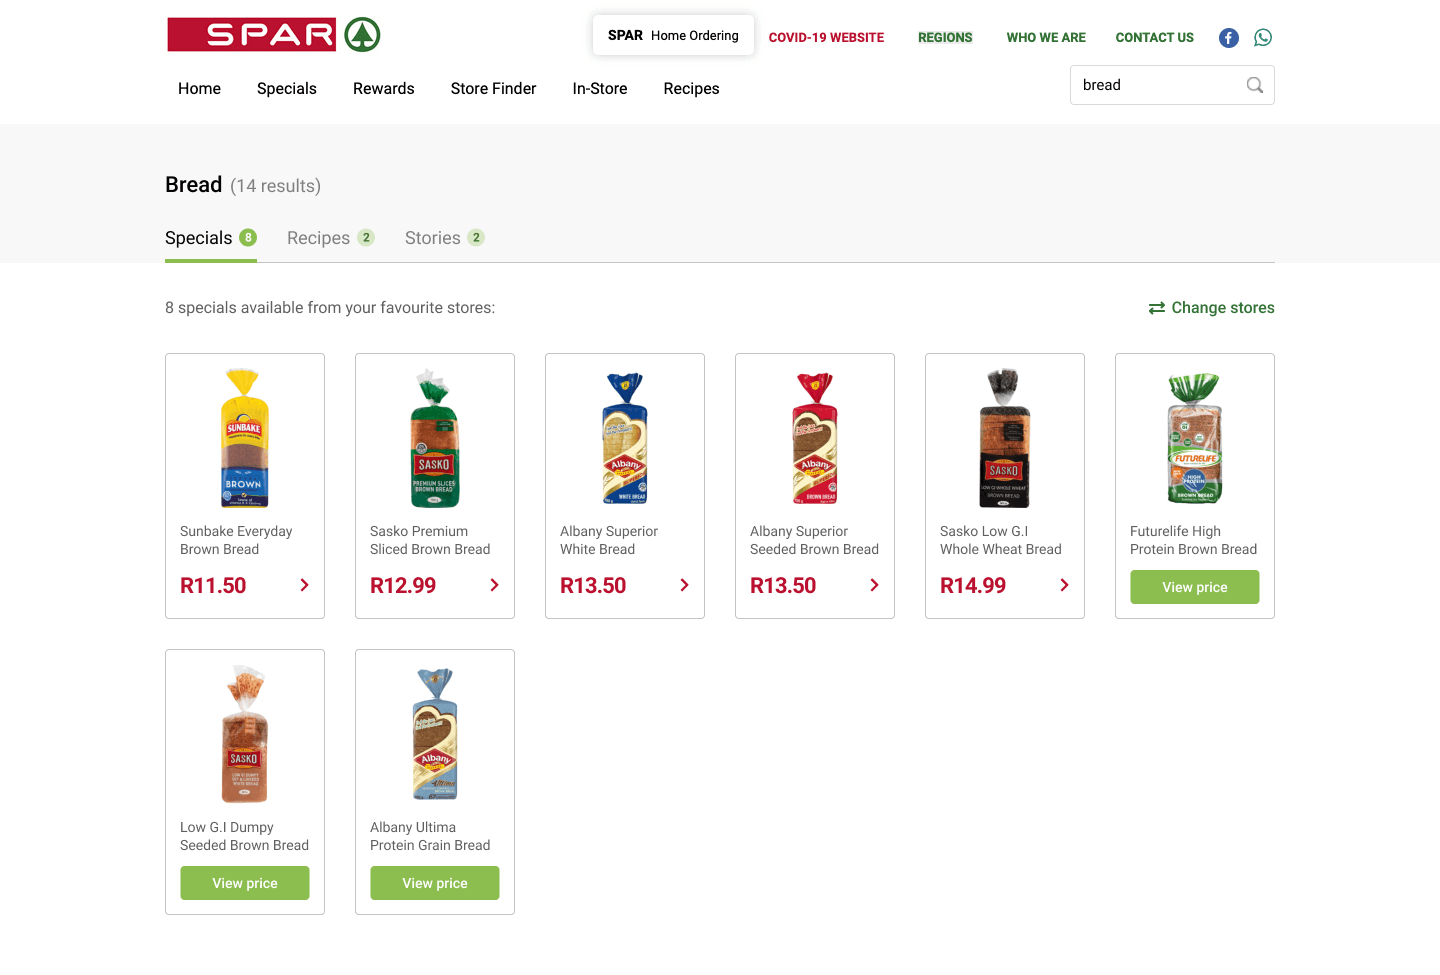 SPAR
SPAR Home Ordering
COVID-19 WEBSITE
REGIONS
WHO WE ARE
CONTACT US
Home
Specials
Rewards
Store Finder
In-Store
Recipes
bread
Bread (14 results)
Specials 8
Recipes 2
Stories 2
8 specials available from your favourite stores:
Change stores
SUNBAKE
BROWN
Sunbake Everyday
Brown Bread
R11.50
SASKO
PREMIUM SLICED
BROWN BREAD
Sasko Premium
Sliced Brown Bread
R12.99
Albany
WHITE BREAD
Albany Superior
White Bread
R13.50
Albany
BROWN BREAD
Albany Superior
Seeded Brown Bread
R13.50
SASKO
LOW GI WHOLE WHEAT
BROWN BREAD
Sasko Low G.I
Whole Wheat Bread
R14.99
FUTURELIFE
HIGH
PROTEIN
BROWN BREAD
Futurelife High
Protein Brown Bread
View price
SASKO
LOW GI DUMPY
WHITE BREAD
Low G.I Dumpy
Seeded Brown Bread
View price
Albany
Ultima
Albany Ultima
Protein Grain Bread
View price